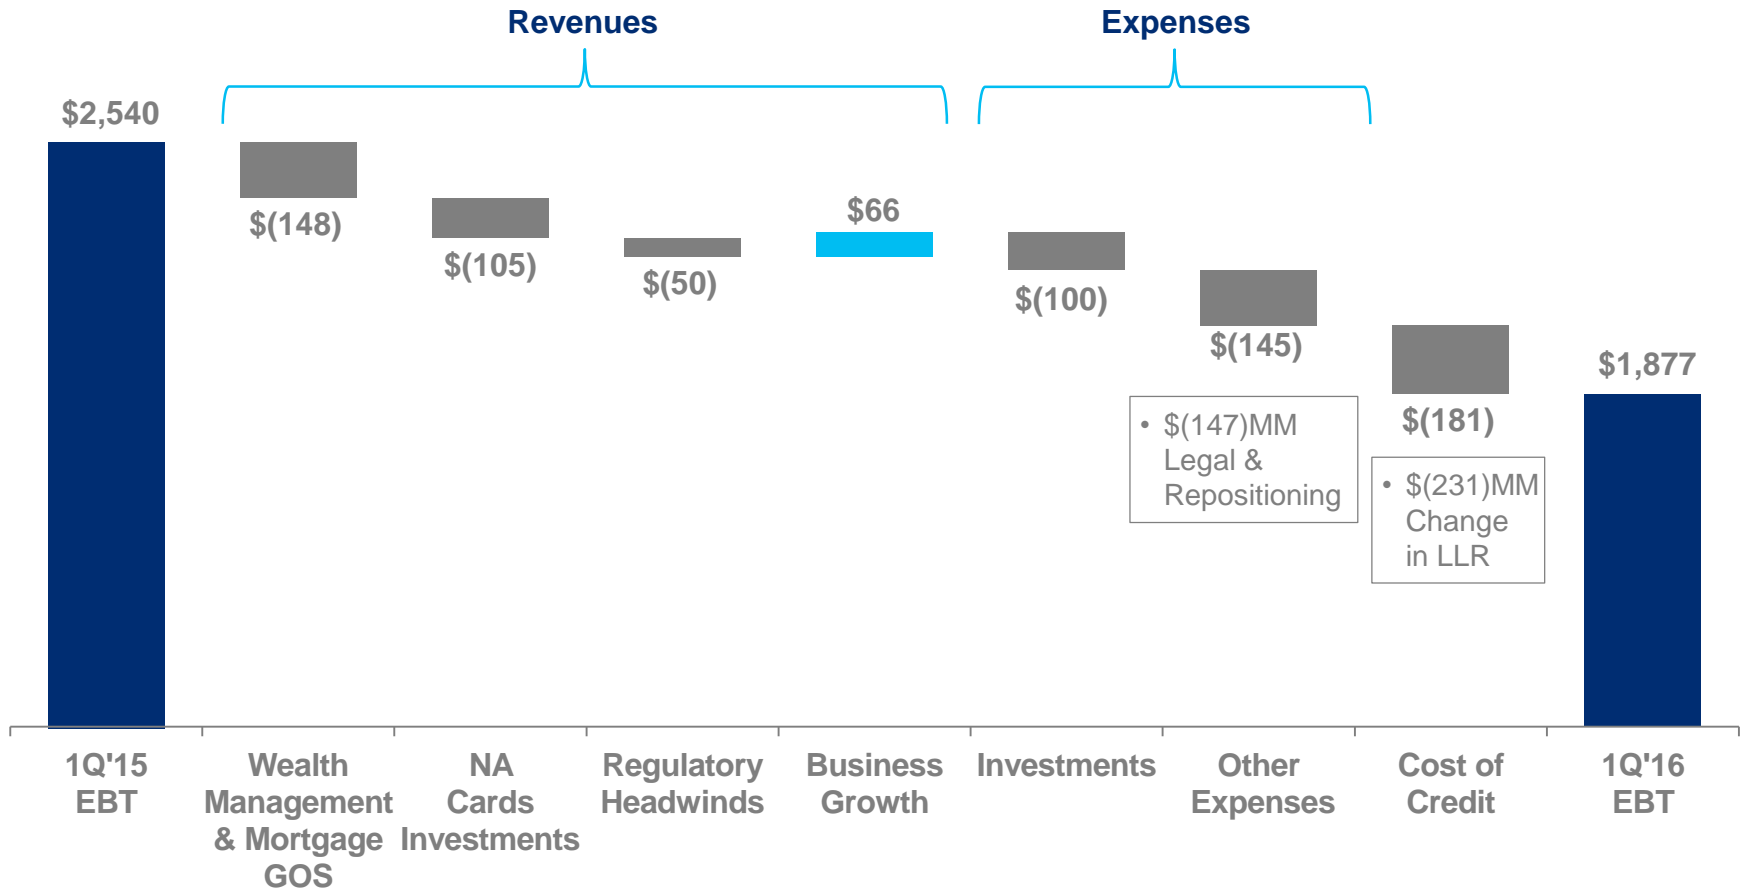 Revenues
Expenses
$2,540
$(148)
$(105)
$(50)
$66
$(100)
$(145)
$(181)
$1,877
• $(147)MM
Legal &
Repositioning
• $(231)MM
Change
in LLR
1Q'15
EBT
Wealth
Management
& Mortgage
GOS
NA
Cards
Investments
Regulatory
Headwinds
Business
Growth
Investments
Other
Expenses
Cost of
Credit
1Q'16
EBT